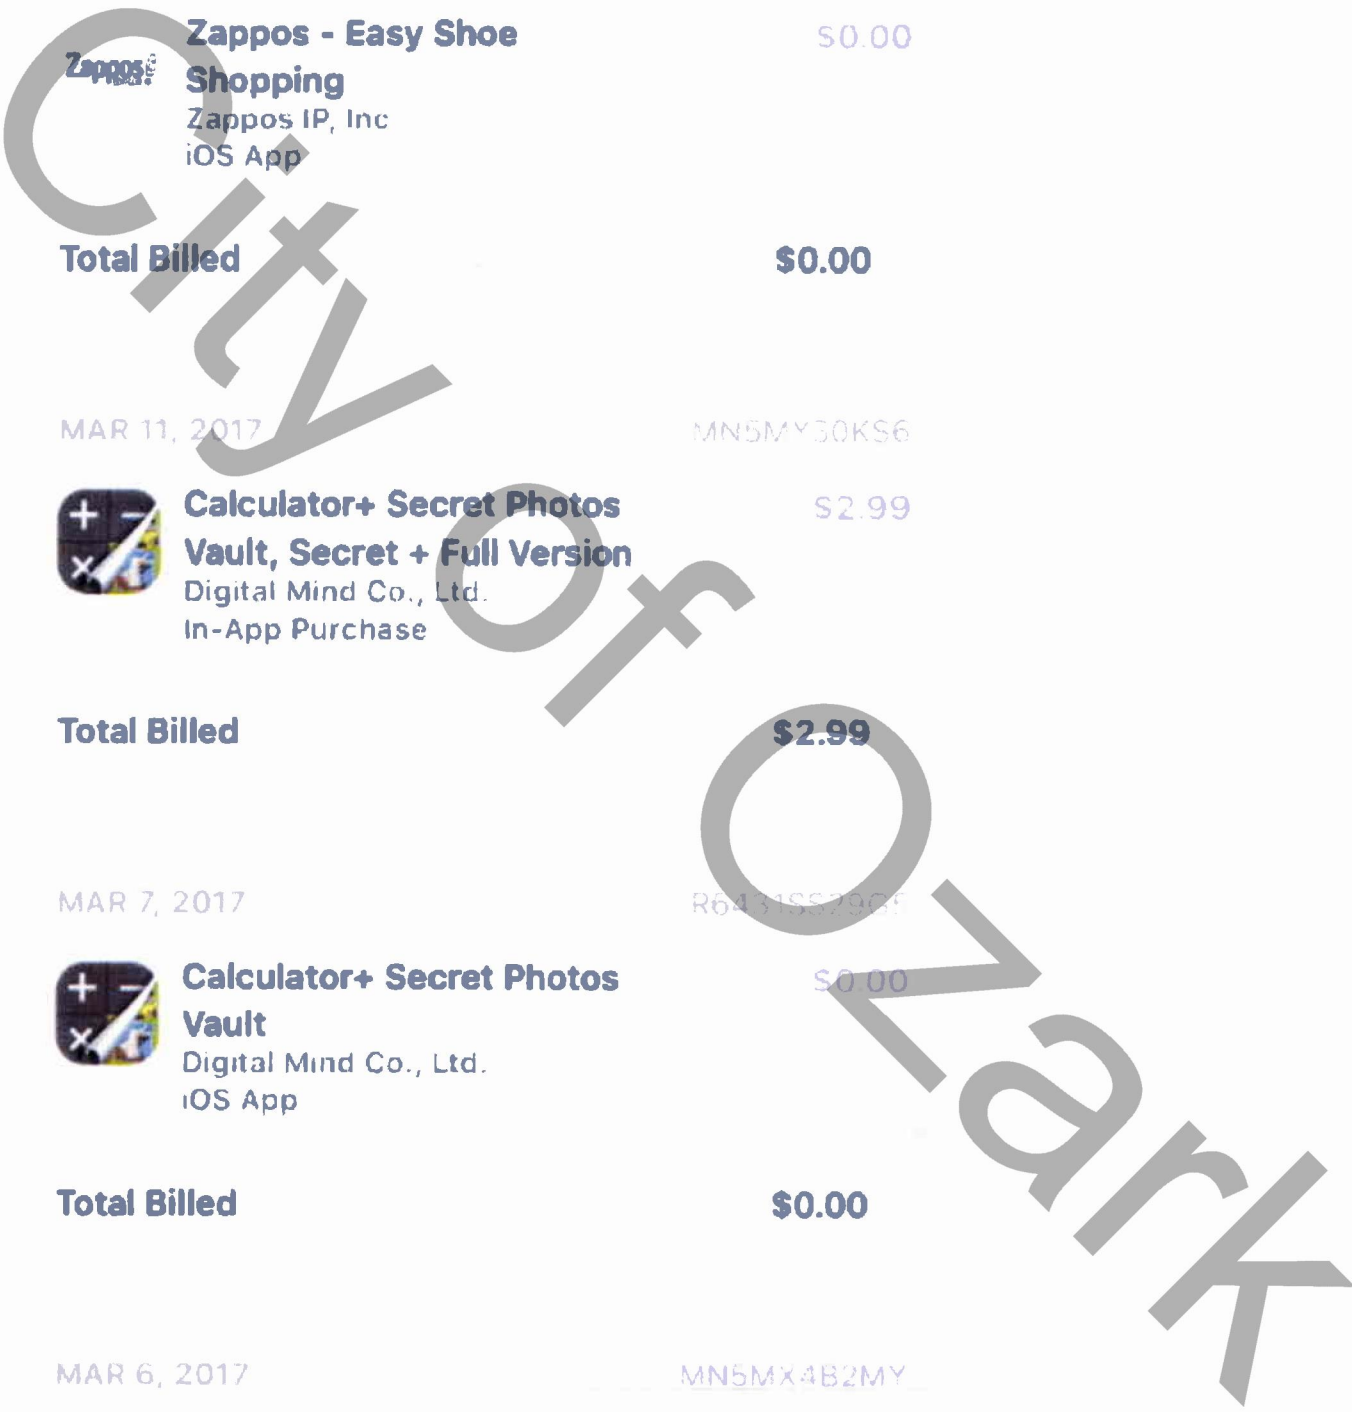 Zappos - Easy Shoe
$0.00
Zappos
Shopping
Zappos IP, Inc
iOS App
Total Billed
$0.00
MAR 11, 2017
MN5MY30KS6
Calculator+ Secret Photos
$2.99
Vault, Secret + Full Version
Digital Mind Co., Ltd.
In-App Purchase
Total Billed
$2.99
MAR 7, 2017
Calculator+ Secret Photos
$0.00
Vault
Digital Mind Co., Ltd.
iOS App
Total Billed
$0.00
MAR 6, 2017
MN5MX4B2MY
City of Ozark